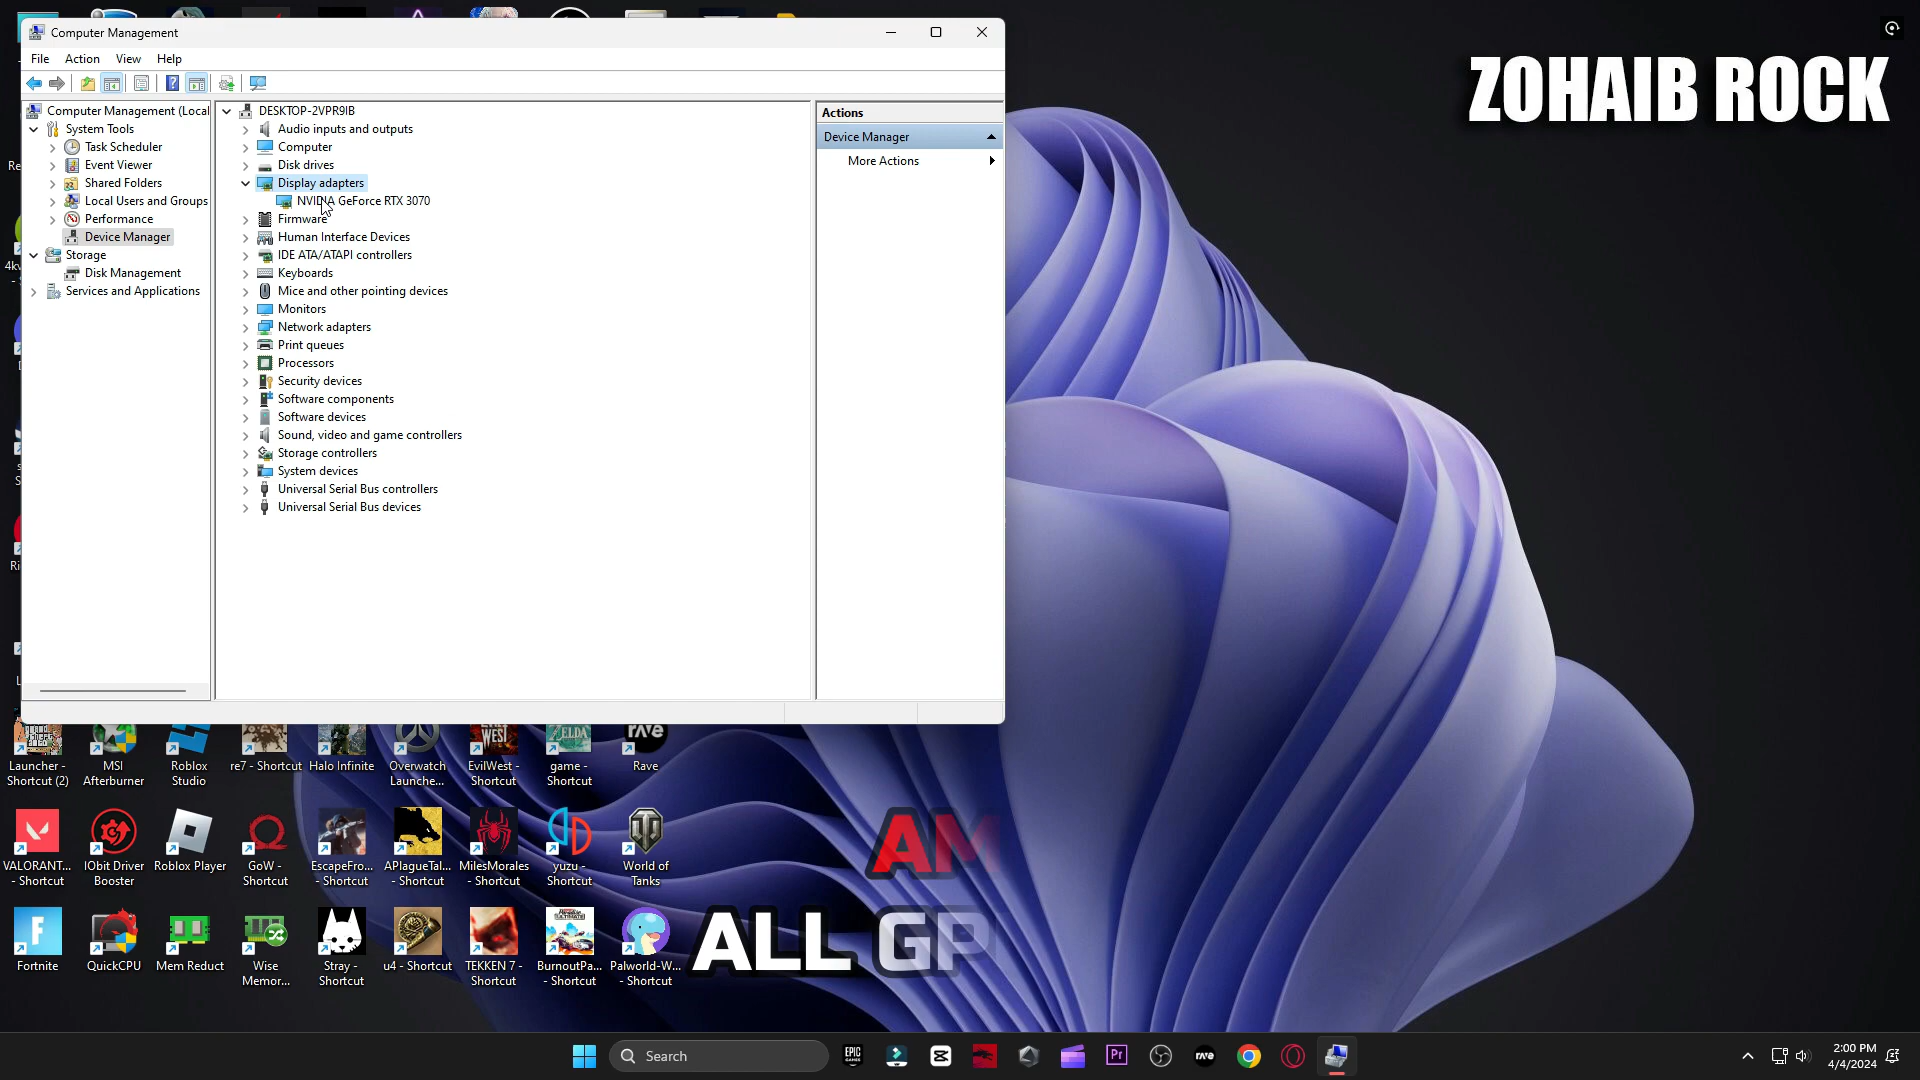 Computer Management
File Action View Help
Computer Management (Local
System Tools
Task Scheduler
Event Viewer
Shared Folders
Local Users and Groups
Performance
Device Manager
Storage
Disk Management
Services and Applications
DESKTOP-2VPR9IB
Audio inputs and outputs
Computer
Disk drives
Display adapters
NVIDIA GeForce RTX 3070
Firmware
Human Interface Devices
IDE ATA/ATAPI controllers
Keyboards
Mice and other pointing devices
Monitors
Network adapters
Print queues
Processors
Security devices
Software components
Software devices
Sound, video and game controllers
Storage controllers
System devices
Universal Serial Bus controllers
Universal Serial Bus devices
Actions
Device Manager
More Actions
ZOHAIB ROCK
Launcher - Shortcut (2)
MSI Afterburner
Roblox Studio
re7 - Shortcut
Halo Infinite
Overwatch Launche...
EvilWest - Shortcut
game - Shortcut
Rave
VALORANT... - Shortcut
IObit Driver Booster
Roblox Player
GoW - Shortcut
EscapeFro... - Shortcut
APlagueTal... - Shortcut
MilesMorales - Shortcut
yuzu - Shortcut
World of Tanks
Fortnite
QuickCPU
Mem Reduct
Wise Memor...
Stray - Shortcut
u4 - Shortcut
TEKKEN 7 - Shortcut
BurnoutPa... - Shortcut
Palworld-W... - Shortcut
AM
ALL GP
Search
2:00 PM
4/4/2024